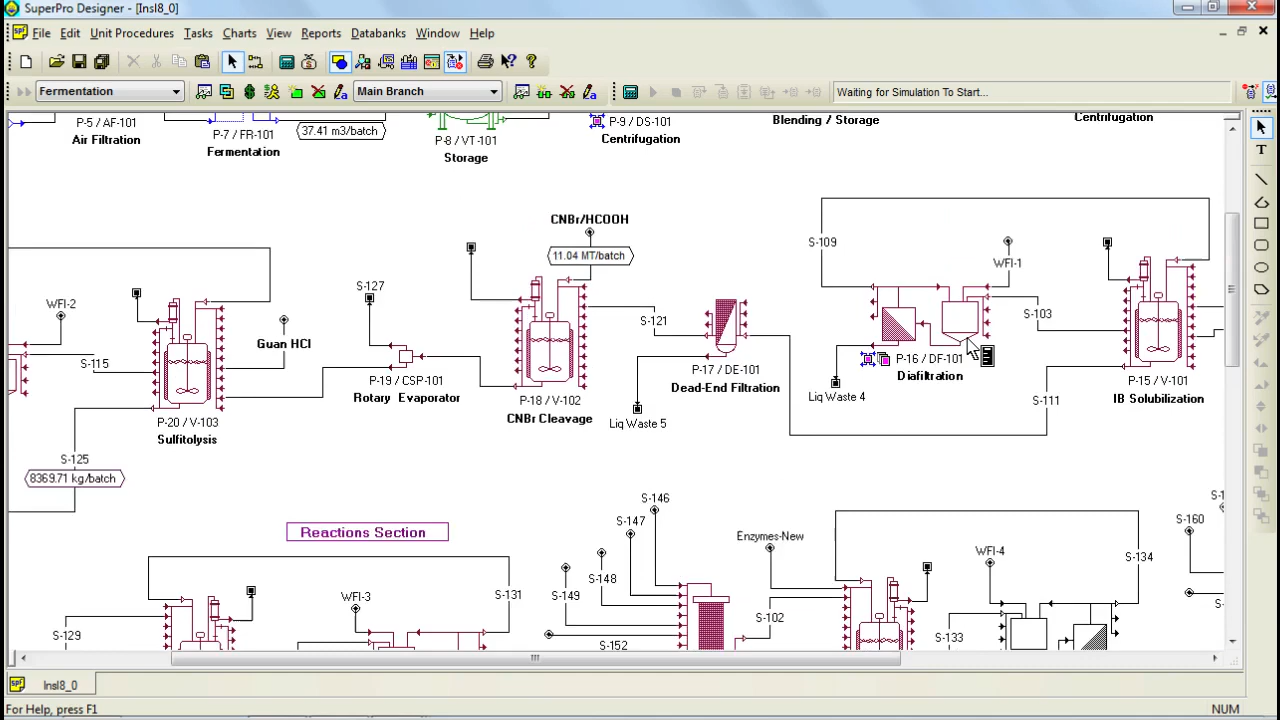 SuperPro Designer - [Insl8_0]
File Edit Unit Procedures Tasks Charts View Reports Databanks Window Help
Fermentation
Main Branch
Waiting for Simulation To Start...
P-5 / AF-101
Air Filtration
P-7 / FR-101
Fermentation
37.41 m3/batch
P-8 / VT-101
Storage
P-9 / DS-101
Centrifugation
Blending / Storage
Centrifugation
CNBr/HCOOH
11.04 MT/batch
S-109
WFI-1
S-103
WFI-2
S-127
Guan HCl
S-121
S-115
P-19 / CSP-101
Rotary Evaporator
P-18 / V-102
CNBr Cleavage
P-17 / DE-101
Dead-End Filtration
Liq Waste 5
P-16 / DF-101
Diafiltration
Liq Waste 4
P-15 / V-101
IB Solubilization
S-111
P-20 / V-103
Sulfitolysis
S-125
8369.71 kg/batch
Reactions Section
S-146
S-147
S-148
S-149
S-152
Enzymes-New
S-102
WFI-4
S-133
S-134
S-160
S-129
WFI-3
S-131
Insl8_0
For Help, press F1
NUM